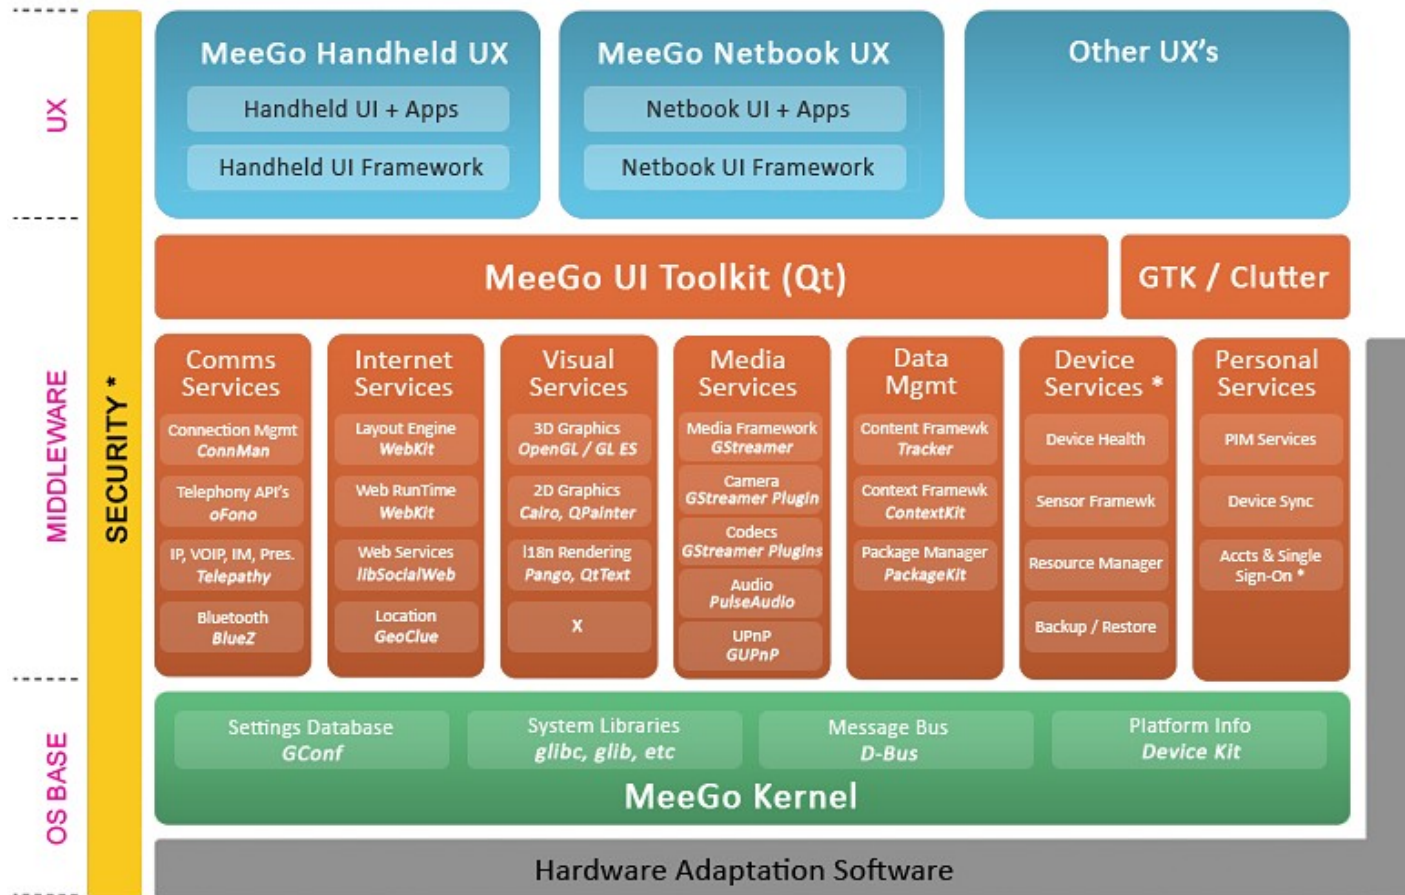 UX
MIDDLEWARE
OS BASE
SECURITY *
MeeGo Handheld UX
Handheld UI + Apps
Handheld UI Framework
MeeGo Netbook UX
Netbook UI + Apps
Netbook UI Framework
Other UX's
MeeGo UI Toolkit (Qt)
GTK / Clutter
Comms
Services
Connection Mgmt
ConnMan
Telephony API's
oFono
IP, VOIP, IM, Pres.
Telepathy
Bluetooth
BlueZ
Internet
Services
Layout Engine
WebKit
Web RunTime
WebKit
Web Services
libSocialWeb
Location
GeoClue
Visual
Services
3D Graphics
OpenGL / GL ES
2D Graphics
Cairo, QPainter
I18n Rendering
Pango, QtText
X
Media
Services
Media Framework
GStreamer
Camera
GStreamer Plugin
Codecs
GStreamer Plugins
Audio
PulseAudio
UPnP
GUPnP
Data
Mgmt
Content Framewk
Tracker
Context Framewk
ContextKit
Package Manager
PackageKit
Device
Services *
Device Health
Sensor Framewk
Resource Manager
Backup / Restore
Personal
Services
PIM Services
Device Sync
Accts & Single
Sign-On *
Settings Database
GConf
System Libraries
glibc, glib, etc
Message Bus
D-Bus
Platform Info
Device Kit
MeeGo Kernel
Hardware Adaptation Software